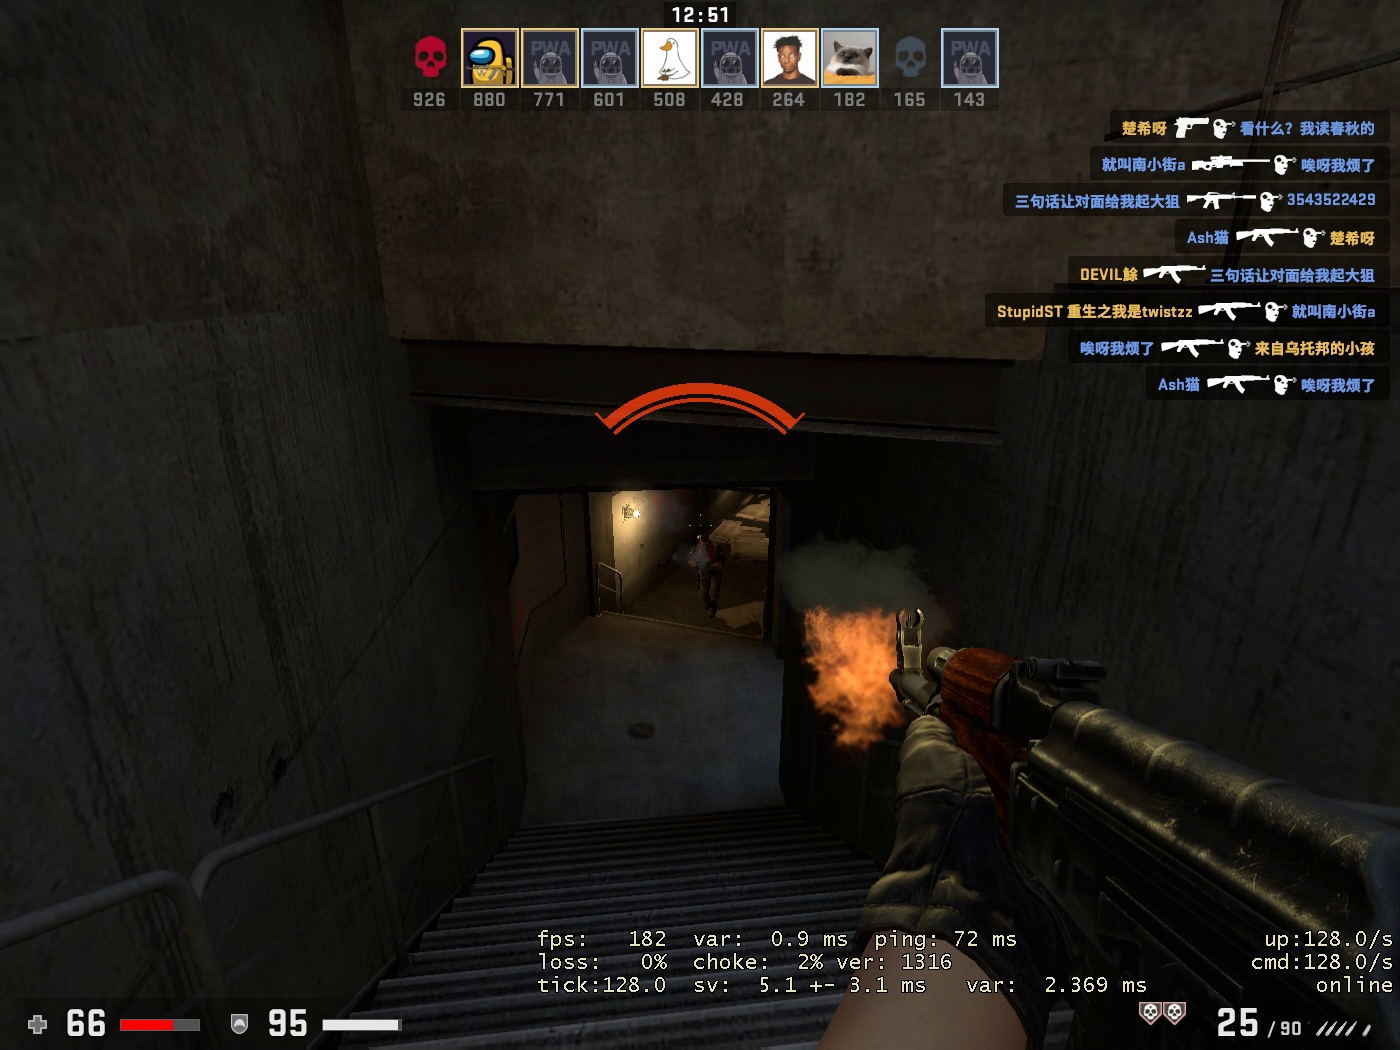 12:51
PWA PWA PWA PWA
926 880 771 601 508 428 264 182 165 143
楚希呀 看什么？我读春秋的
就叫南小街a 唉呀我烦了
三句话让对面给我起大狙 3543522429
Ash猫 楚希呀
DEVIL鮽 三句话让对面给我起大狙
StupidST 重生之我是twistzz 就叫南小街a
唉呀我烦了 来自乌托邦的小孩
Ash猫 唉呀我烦了
fps: 182 var: 0.9 ms ping: 72 ms up:128.0/s
loss: 0% choke: 2% ver: 1316 cmd:128.0/s
tick:128.0 sv: 5.1 +- 3.1 ms var: 2.369 ms online
66 95 25 / 90